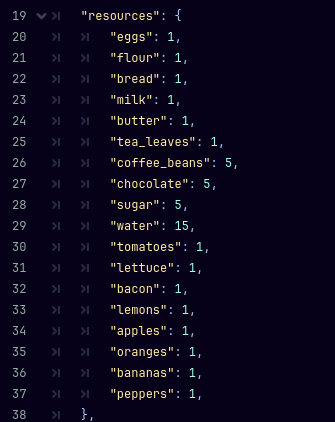 19 "resources": {
20 "eggs": 1,
21 "flour": 1,
22 "bread": 1,
23 "milk": 1,
24 "butter": 1,
25 "tea_leaves": 1,
26 "coffee_beans": 5,
27 "chocolate": 5,
28 "sugar": 5,
29 "water": 15,
30 "tomatoes": 1,
31 "lettuce": 1,
32 "bacon": 1,
33 "lemons": 1,
34 "apples": 1,
35 "oranges": 1,
36 "bananas": 1,
37 "peppers": 1,
38 },